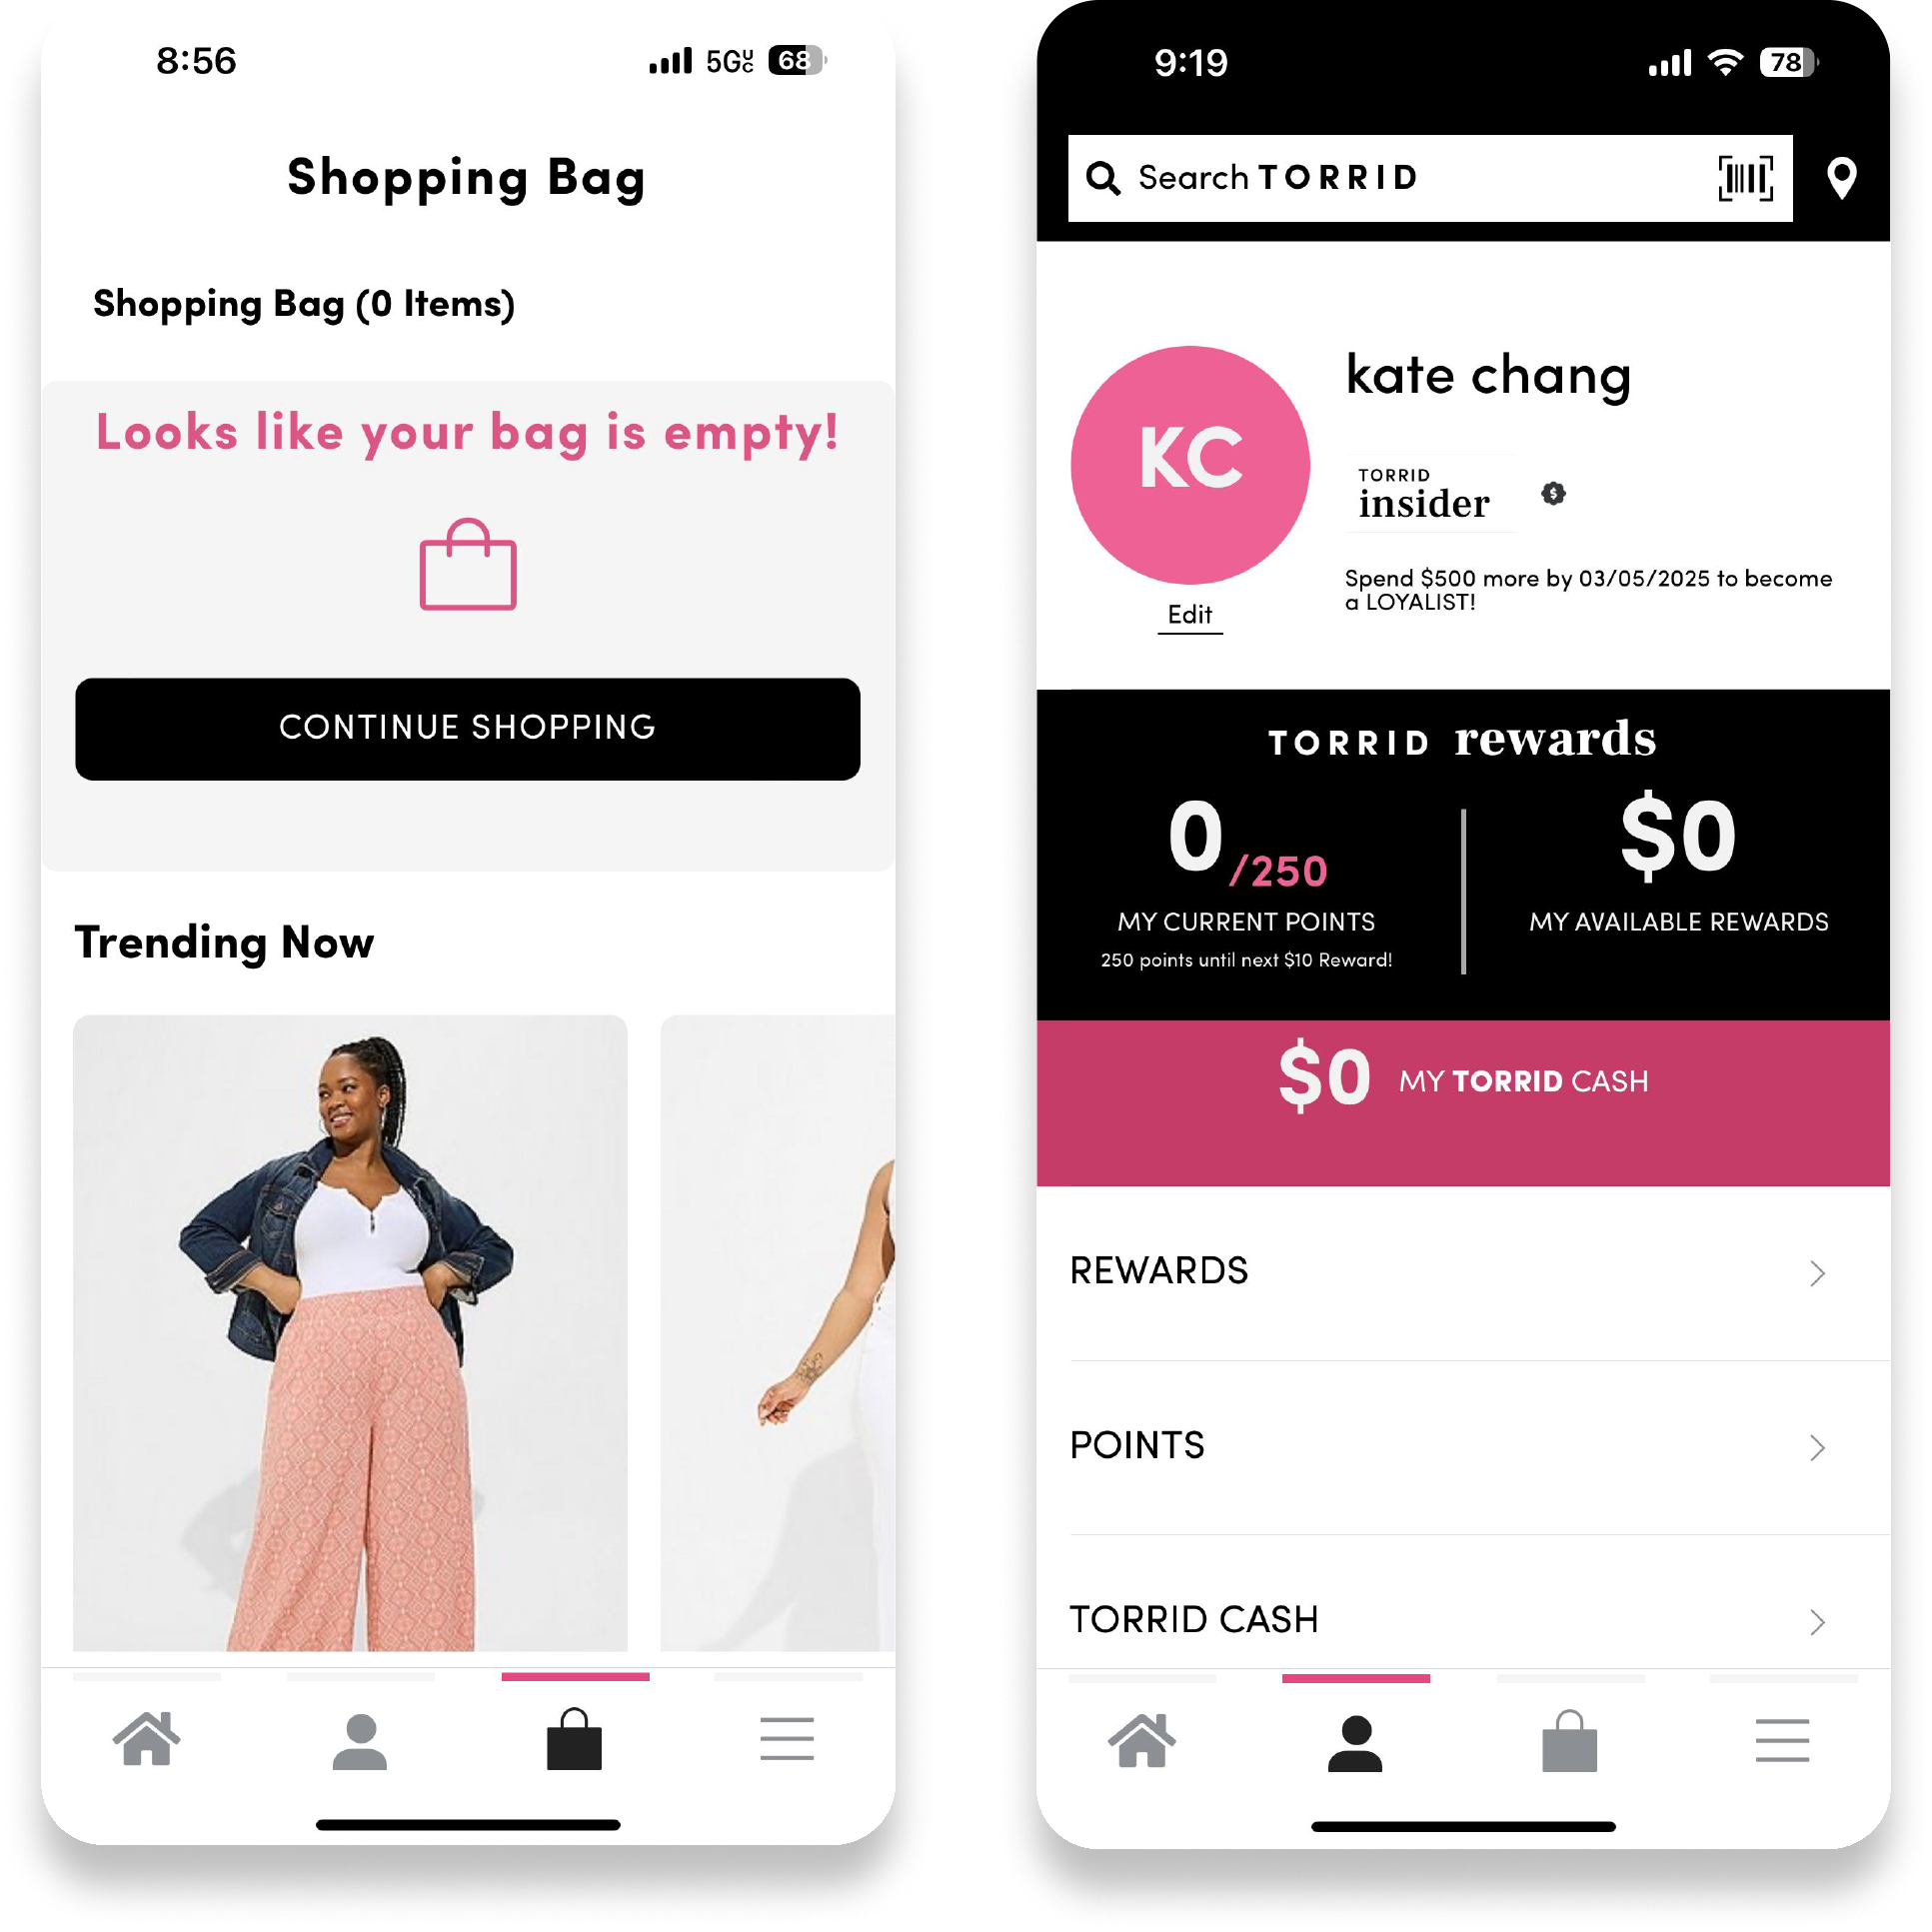 8:56
5GUC 68
Shopping Bag
Shopping Bag (0 Items)
Looks like your bag is empty!
CONTINUE SHOPPING
Trending Now
9:19
78
Search TORRID
KC
Edit
kate chang
TORRID
insider
$
Spend $500 more by 03/05/2025 to become
a LOYALIST!
TORRID rewards
0/250
MY CURRENT POINTS
250 points until next $10 Reward!
$0
MY AVAILABLE REWARDS
$0 MY TORRID CASH
REWARDS
POINTS
TORRID CASH